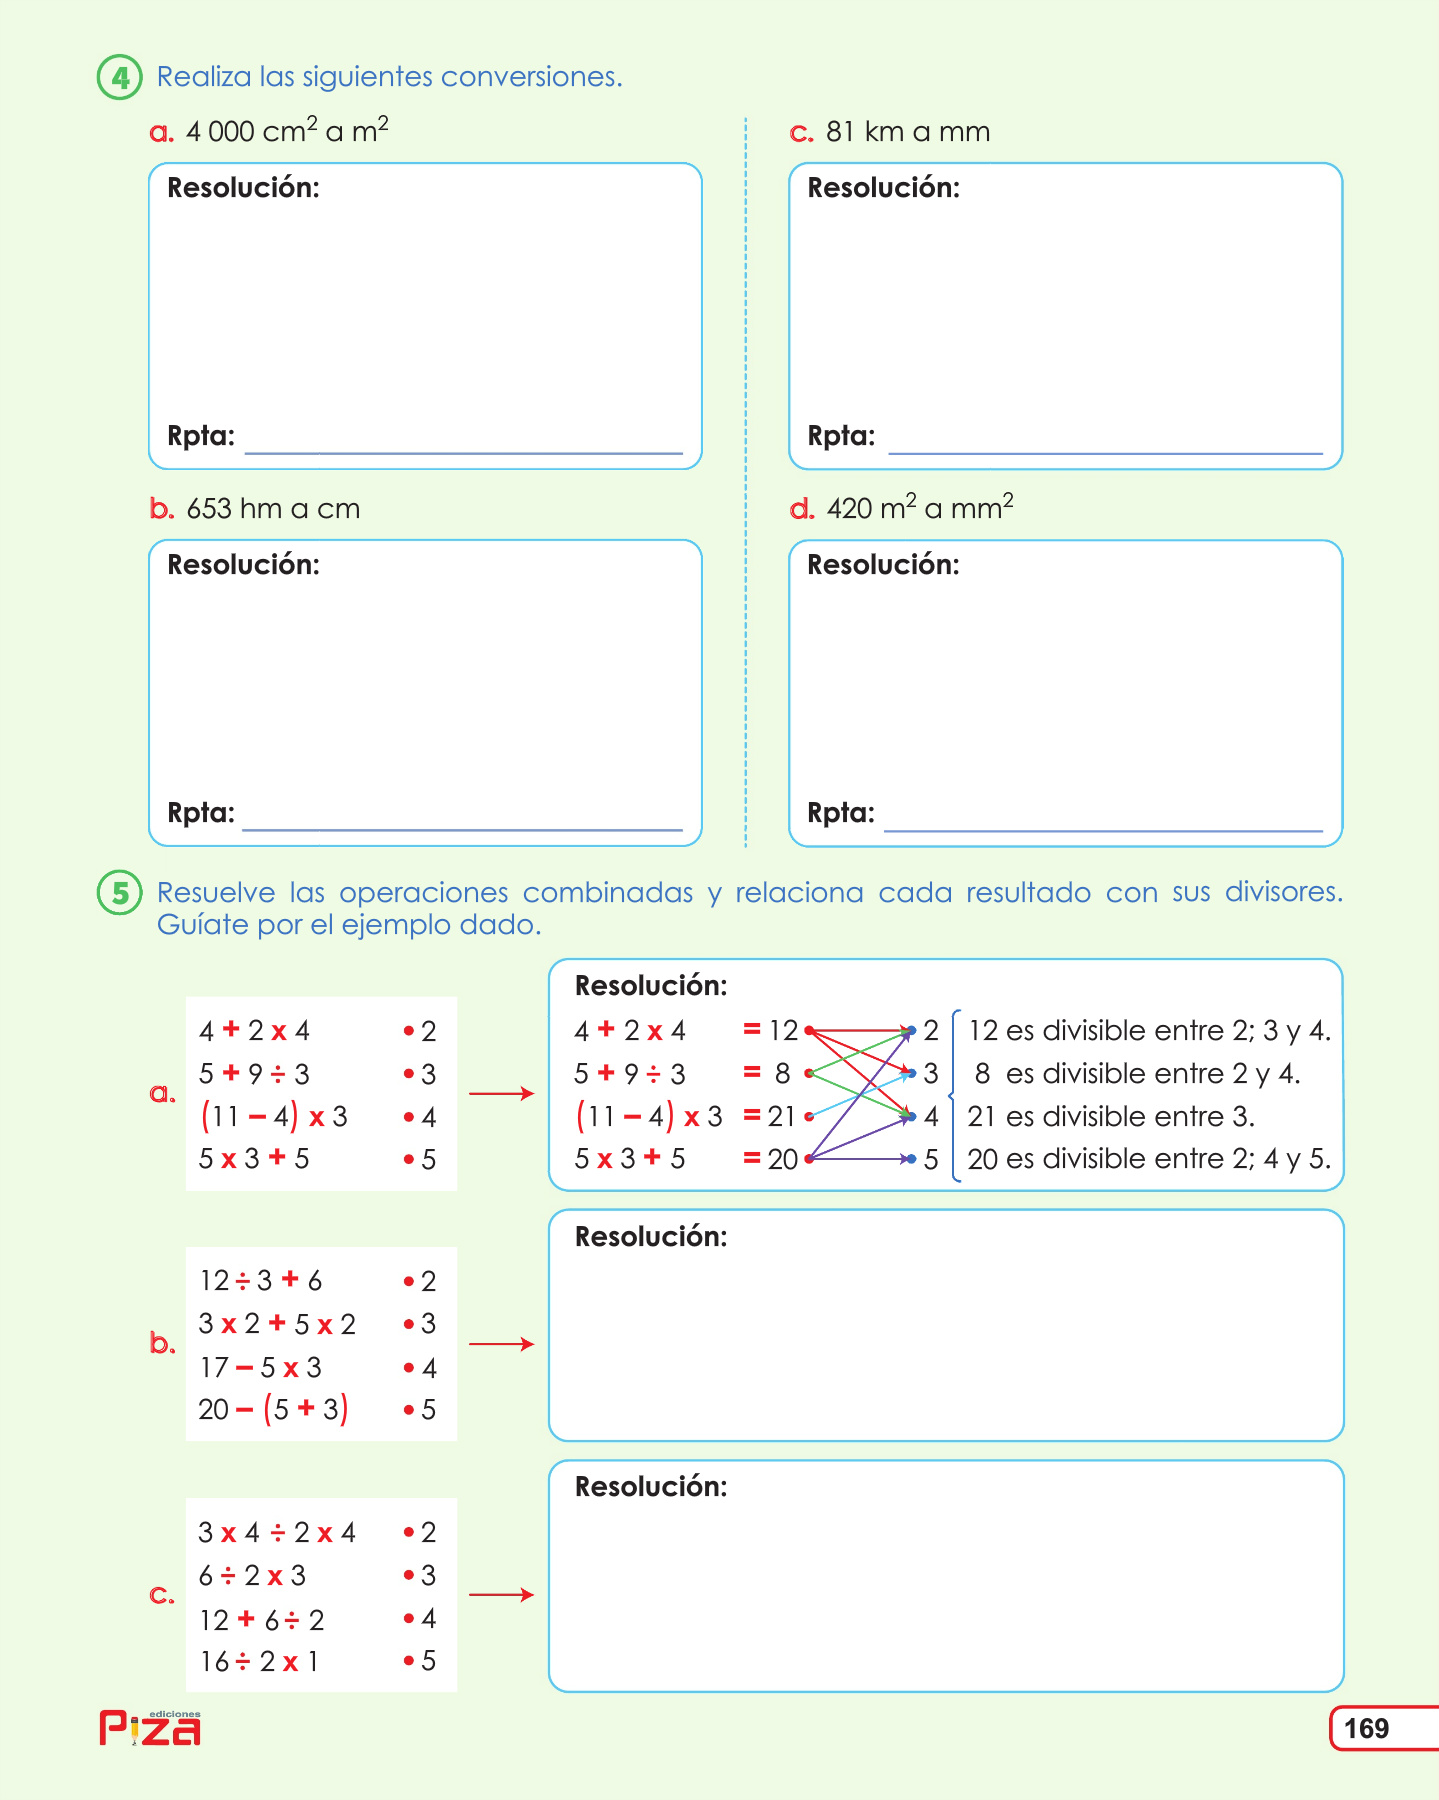 4 Realiza las siguientes conversiones.
a. 4 000 cm² a m²
Resolución:
Rpta:
b. 653 hm a cm
Resolución:
Rpta:
c. 81 km a mm
Resolución:
Rpta:
d. 420 m² a mm²
Resolución:
Rpta:
5 Resuelve las operaciones combinadas y relaciona cada resultado con sus divisores.
Guíate por el ejemplo dado.
a.
4 + 2 x 4 • 2
5 + 9 ÷ 3 • 3
(11 – 4) x 3 • 4
5 x 3 + 5 • 5
Resolución:
4 + 2 x 4 = 12 2 12 es divisible entre 2; 3 y 4.
5 + 9 ÷ 3 = 8 3 8 es divisible entre 2 y 4.
(11 – 4) x 3 = 21 4 21 es divisible entre 3.
5 x 3 + 5 = 20 5 20 es divisible entre 2; 4 y 5.
b.
12 ÷ 3 + 6 • 2
3 x 2 + 5 x 2 • 3
17 – 5 x 3 • 4
20 – (5 + 3) • 5
Resolución:
c.
3 x 4 ÷ 2 x 4 • 2
6 ÷ 2 x 3 • 3
12 + 6 ÷ 2 • 4
16 ÷ 2 x 1 • 5
Resolución:
ediciones
Piza
169